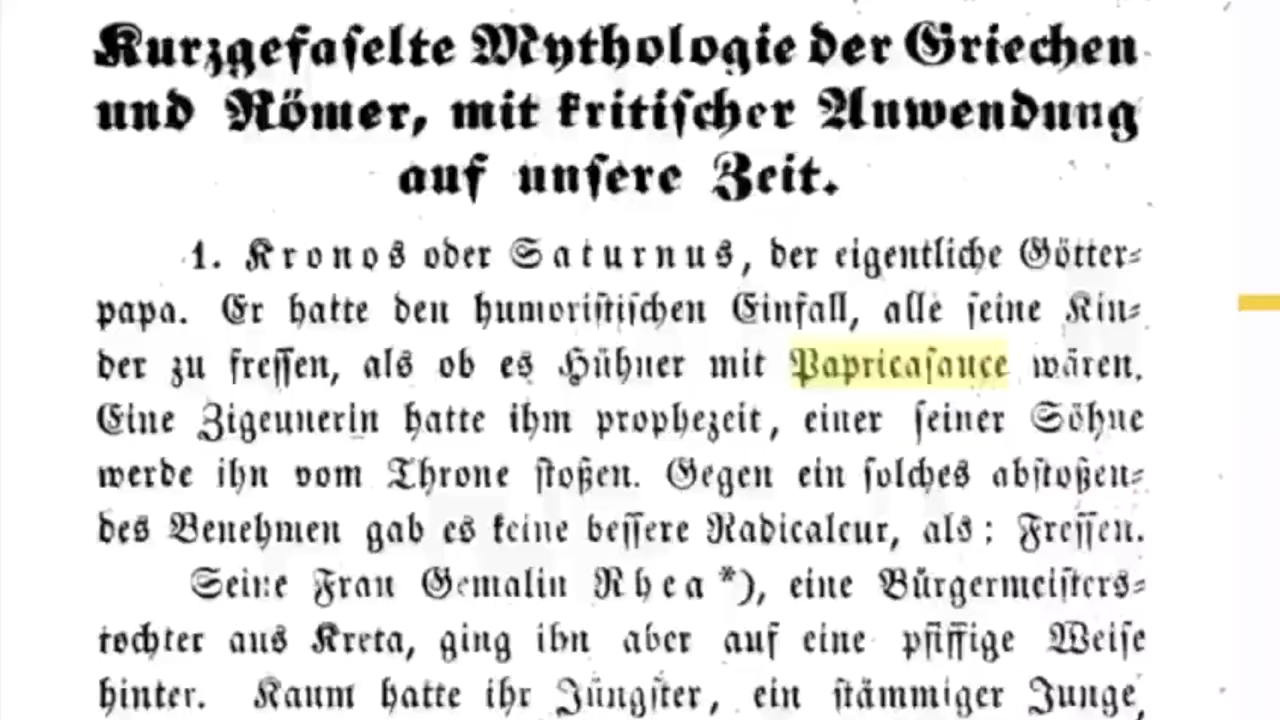 Kurzgefaselte Mythologie der Griechen
und Römer, mit kritischer Anwendung
auf unsere Zeit.
1. Kronos oder Saturnus, der eigentliche Götter-
papa. Er hatte den humoristischen Einfall, alle seine Kin-
der zu fressen, als ob es Hühner mit Papricasauce wären.
Eine Zigeunerin hatte ihm prophezeit, einer seiner Söhne
werde ihn vom Throne stoßen. Gegen ein solches abstoßen-
des Benehmen gab es keine bessere Radicalcur, als: Fressen.
Seine Frau Gemalin Rhea *), eine Bürgermeisters-
tochter aus Kreta, ging ihn aber auf eine pfiffige Weise
hinter. Kaum hatte ihr Jüngster, ein stämmiger Junge,